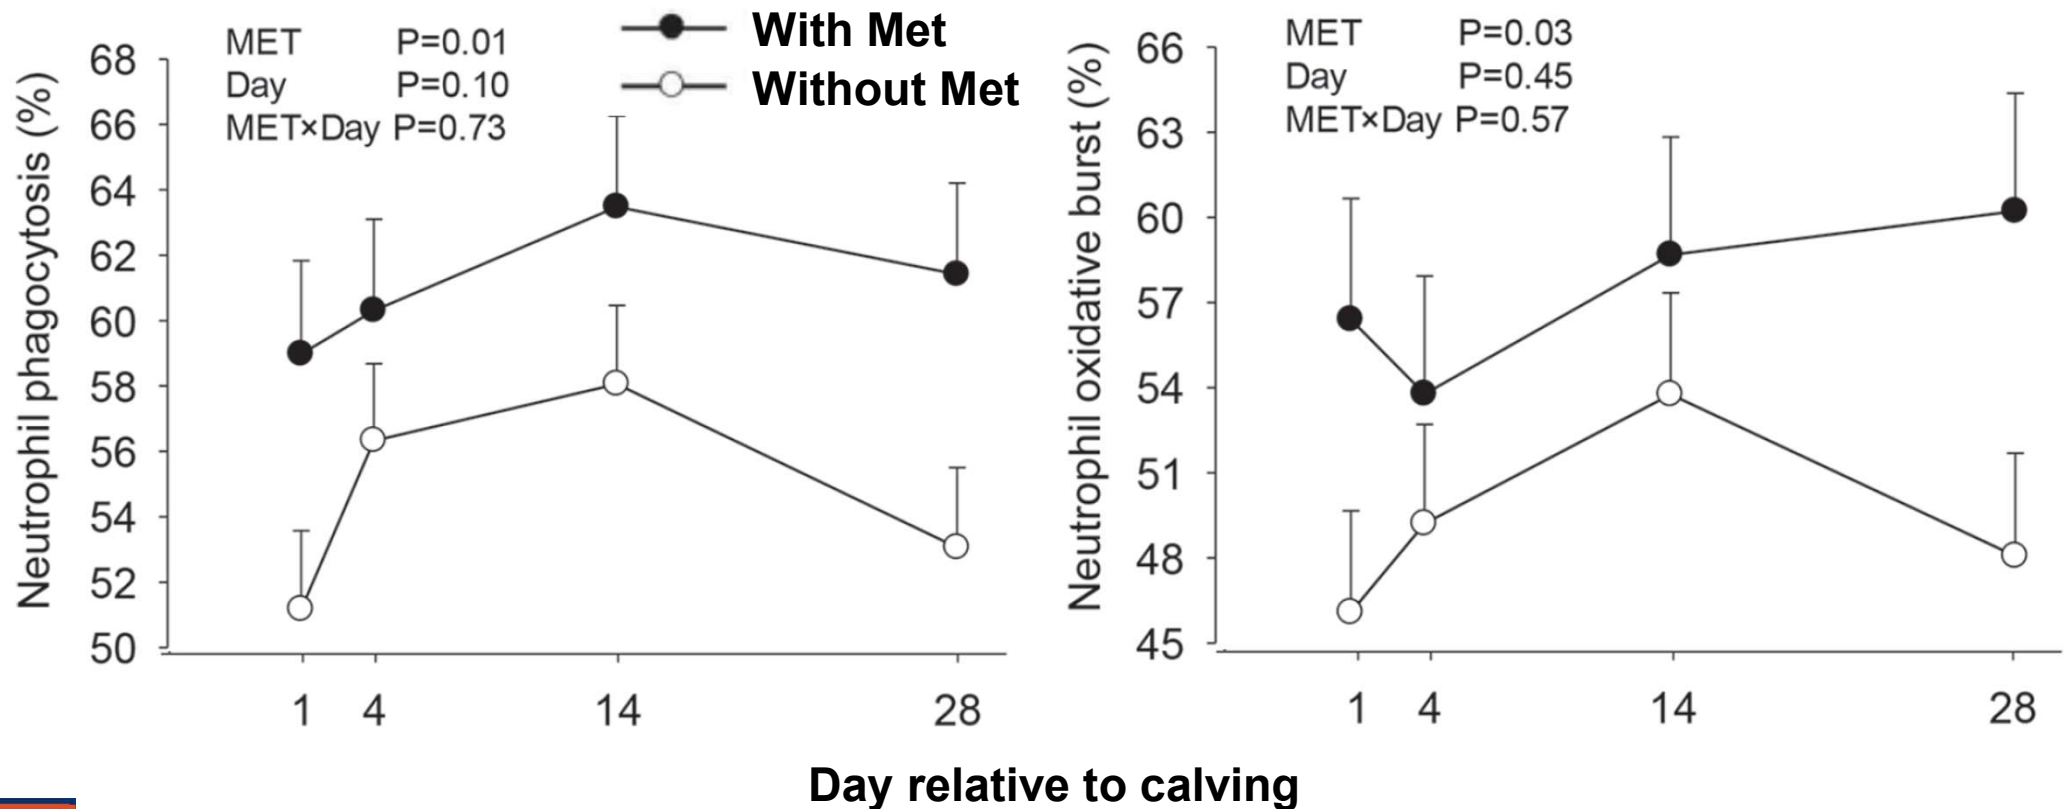 MET P=0.01
Day P=0.10
MET×Day P=0.73
With Met
Without Met
Neutrophil phagocytosis (%)
68
66
64
62
60
58
56
54
52
50
1 4 14 28
MET P=0.03
Day P=0.45
MET×Day P=0.57
Neutrophil oxidative burst (%)
66
63
60
57
54
51
48
45
1 4 14 28
Day relative to calving